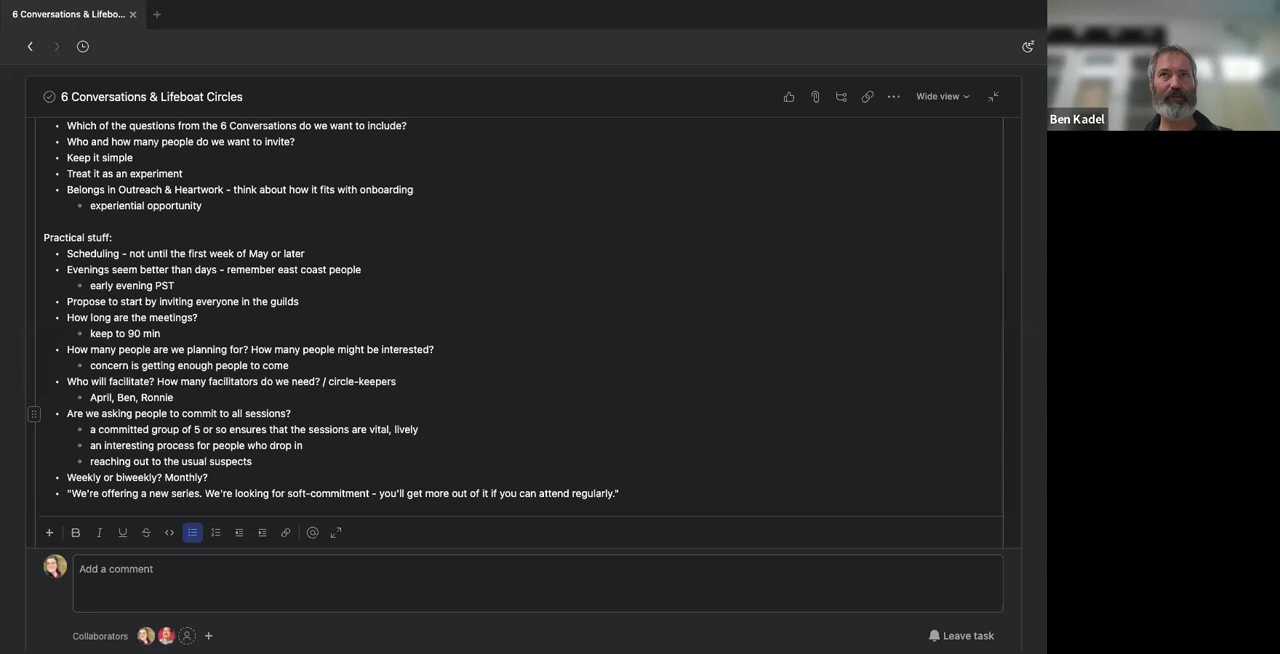 6 Conversations & Lifebo...
6 Conversations & Lifeboat Circles
Wide view
Ben Kadel
Which of the questions from the 6 Conversations do we want to include?
Who and how many people do we want to invite?
Keep it simple
Treat it as an experiment
Belongs in Outreach & Heartwork - think about how it fits with onboarding
experiential opportunity
Practical stuff:
Scheduling - not until the first week of May or later
Evenings seem better than days - remember east coast people
early evening PST
Propose to start by inviting everyone in the guilds
How long are the meetings?
keep to 90 min
How many people are we planning for? How many people might be interested?
concern is getting enough people to come
Who will facilitate? How many facilitators do we need? / circle-keepers
April, Ben, Ronnie
Are we asking people to commit to all sessions?
a committed group of 5 or so ensures that the sessions are vital, lively
an interesting process for people who drop in
reaching out to the usual suspects
Weekly or biweekly? Monthly?
"We're offering a new series. We're looking for soft-commitment - you'll get more out of it if you can attend regularly."
Add a comment
Collaborators
Leave task